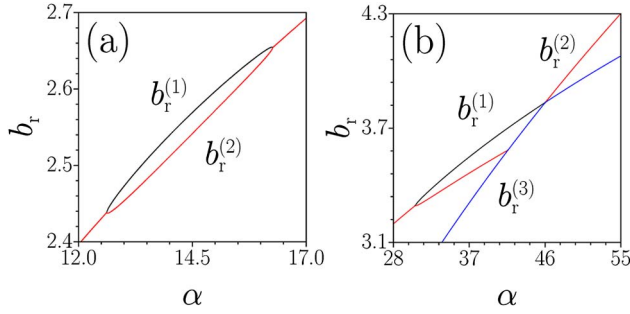 (a)
b_r
2.7
2.6
2.5
2.4
b_r^(1)
b_r^(2)
12.0 14.5 17.0
α
(b)
b_r
4.3
3.7
3.1
b_r^(2)
b_r^(1)
b_r^(3)
28 37 46 55
α